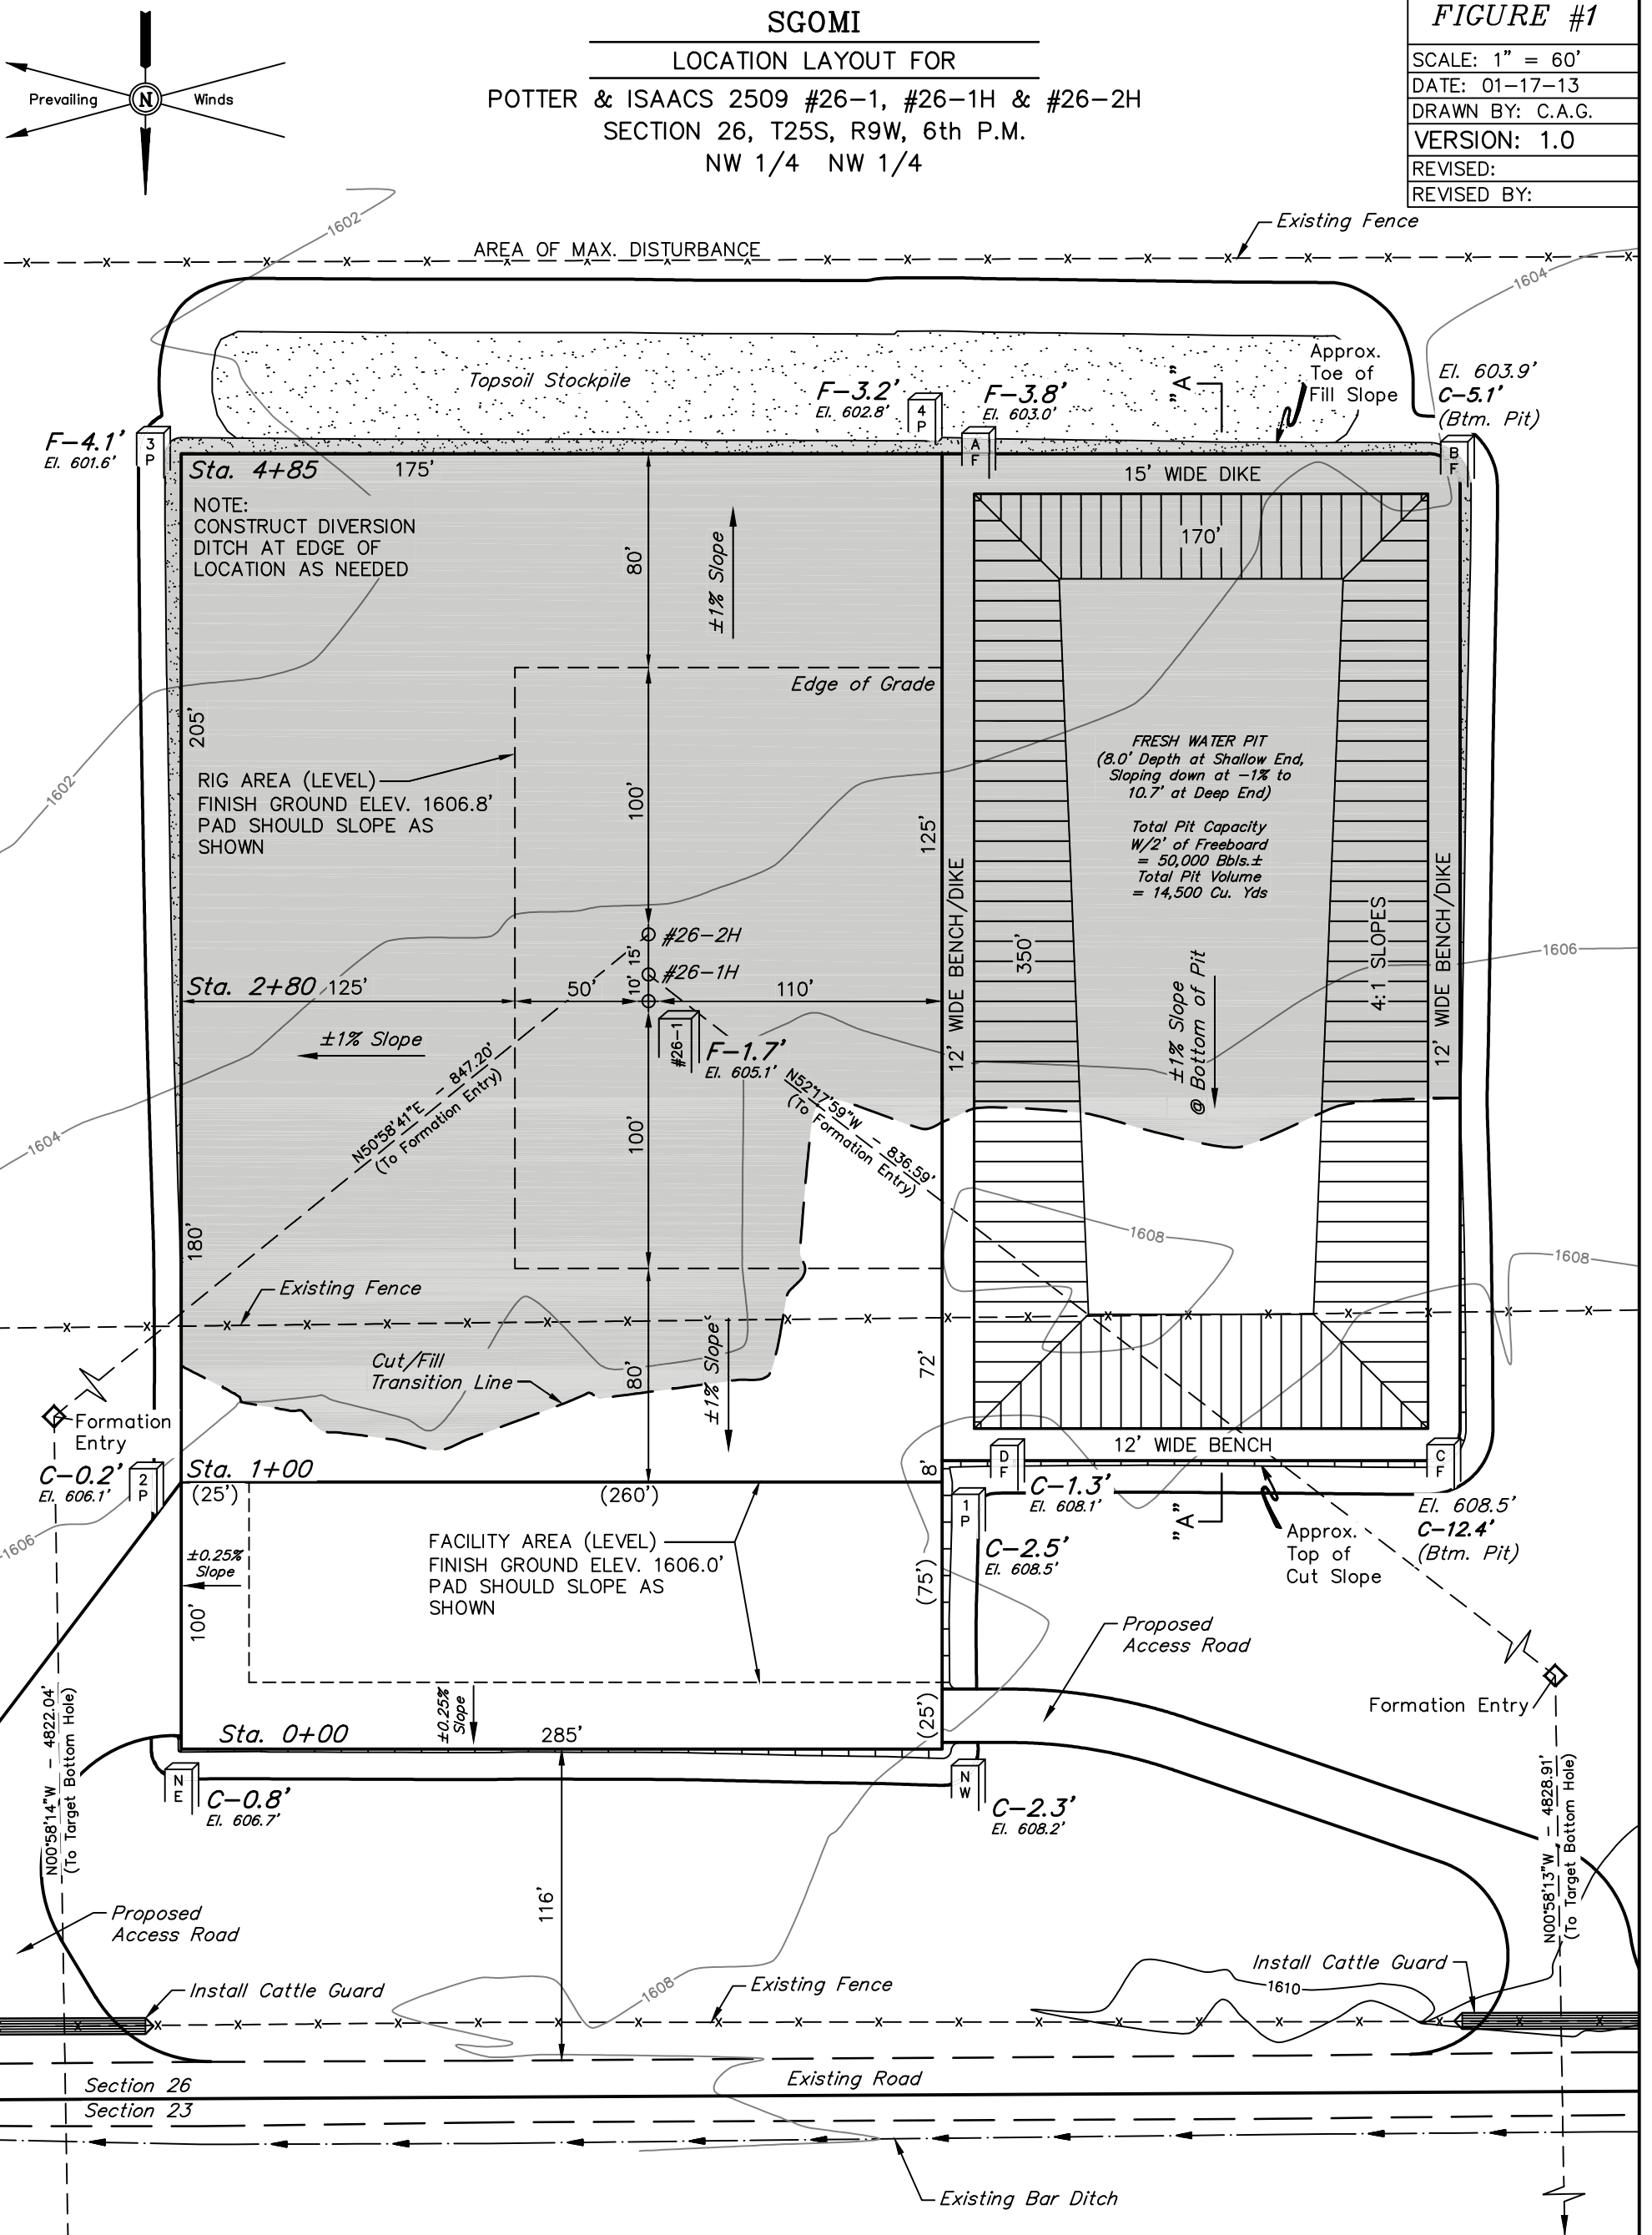 SGOMI
LOCATION LAYOUT FOR
POTTER & ISAACS 2509 #26-1, #26-1H & #26-2H
SECTION 26, T25S, R9W, 6th P.M.
NW 1/4 NW 1/4
FIGURE #1
SCALE: 1" = 60'
DATE: 01-17-13
DRAWN BY: C.A.G.
VERSION: 1.0
REVISED:
REVISED BY:
Prevailing
N
Winds
1602
Existing Fence
AREA OF MAX. DISTURBANCE
1604
Topsoil Stockpile
Approx.
Toe of
Fill Slope
"A"
El. 603.9'
C-5.1'
(Btm. Pit)
F-3.2'
El. 602.8'
4
P
F-3.8'
El. 603.0'
A
F
B
F
F-4.1'
El. 601.6'
3
P
Sta. 4+85
175'
15' WIDE DIKE
NOTE:
CONSTRUCT DIVERSION
DITCH AT EDGE OF
LOCATION AS NEEDED
80'
±1% Slope
170'
Edge of Grade
205'
RIG AREA (LEVEL)
FINISH GROUND ELEV. 1606.8'
PAD SHOULD SLOPE AS
SHOWN
1602
100'
125'
FRESH WATER PIT
(8.0' Depth at Shallow End,
Sloping down at -1% to
10.7' at Deep End)
Total Pit Capacity
W/2' of Freeboard
= 50,000 Bbls.±
Total Pit Volume
= 14,500 Cu. Yds
12' WIDE BENCH/DIKE
350'
4:1 SLOPES
12' WIDE BENCH/DIKE
1606
#26-2H
15'
#26-1H
10'
Sta. 2+80
125'
50'
110'
±1% Slope
@ Bottom of Pit
±1% Slope
#26-1
F-1.7'
El. 605.1'
N50°58'41"E - 847.20'
(To Formation Entry)
N52°17'59"W - 836.59'
(To Formation Entry)
1604
100'
180'
1608
1608
Existing Fence
Cut/Fill
Transition Line
80'
±1% Slope
72'
Formation
Entry
12' WIDE BENCH
C-0.2'
El. 606.1'
2
P
Sta. 1+00
(25')
(260')
8'
D
F
C-1.3'
El. 608.1'
C
F
El. 608.5'
C-12.4'
(Btm. Pit)
1
P
C-2.5'
El. 608.5'
"A"
Approx.
Top of
Cut Slope
1606
±0.25%
Slope
FACILITY AREA (LEVEL)
FINISH GROUND ELEV. 1606.0'
PAD SHOULD SLOPE AS
SHOWN
(75')
100'
Proposed
Access Road
±0.25%
Slope
(25')
Formation Entry
Sta. 0+00
285'
N
E
C-0.8'
El. 606.7'
N
W
C-2.3'
El. 608.2'
N00°58'14"W - 4822.04'
(To Target Bottom Hole)
N00°58'13"W - 4828.91'
(To Target Bottom Hole)
116'
Proposed
Access Road
Install Cattle Guard
1608
Existing Fence
Install Cattle Guard
1610
Section 26
Existing Road
Section 23
Existing Bar Ditch